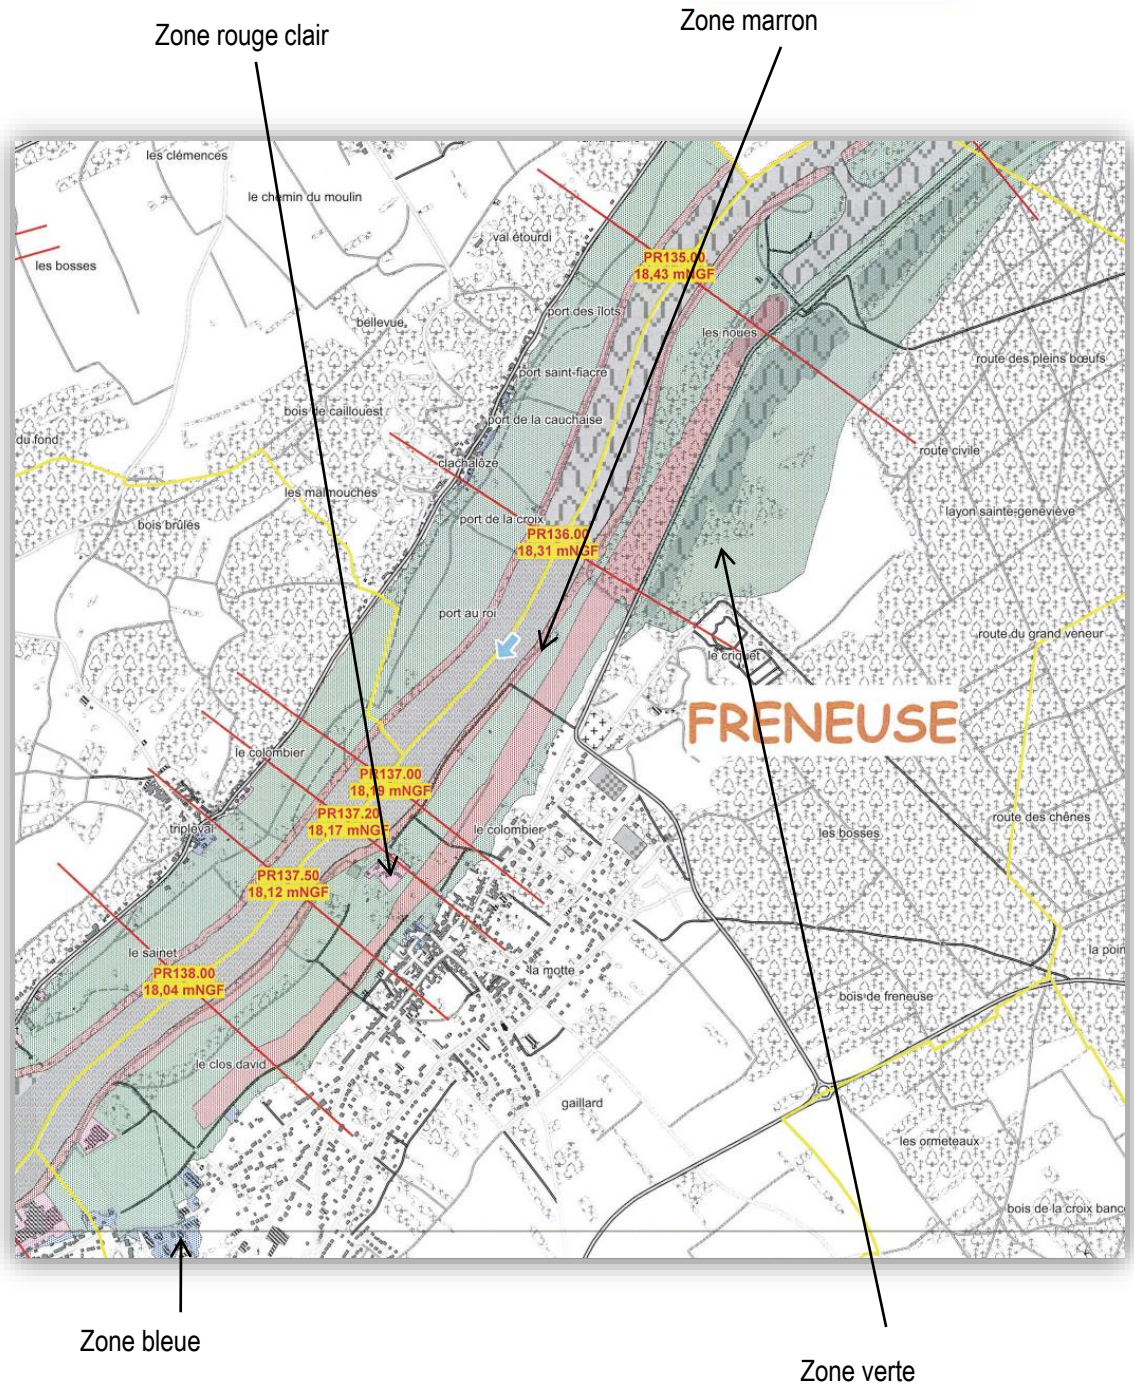 Zone marron
Zone rouge clair
les clémences
le chemin du moulin
val étourdi
les bosses
PR135.00
18,43 mNGF
port des îlots
bellevue
les noues
route des pleins bœufs
port saint-fiacre
bois de caillouest
port de la cauchaise
du fond
route civile
clachalôze
les malmouches
layon sainte-geneviève
bois brûlés
port de la croix
PR136.00
18,31 mNGF
port au roi
route du grand veneur
le criquet
FRENEUSE
le colombier
PR137.00
18,19 mNGF
PR137.20
18,17 mNGF
route des chênes
tripleval
le colombier
les bosses
PR137.50
18,12 mNGF
le sainet
la poin
PR138.00
18,04 mNGF
la motte
bois de freneuse
le clos david
gaillard
les ormeteaux
bois de la croix banc
Zone bleue
Zone verte